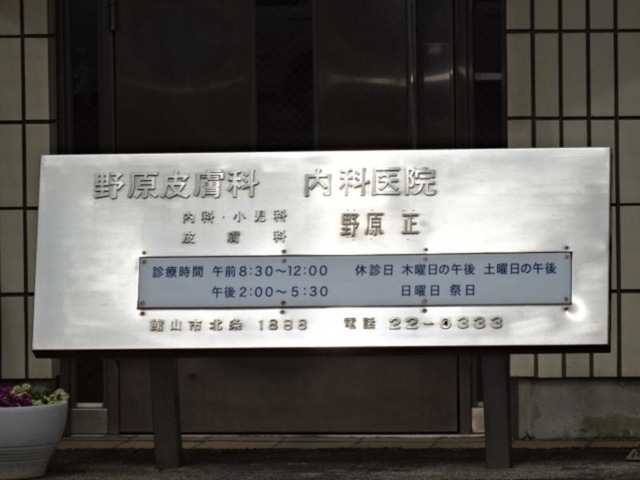 野原皮膚科 内科医院
内科・小児科
皮膚科
野原 正
診療時間 午前8:30〜12:00 休診日 木曜日の午後 土曜日の午後
午後2:00〜5:30 日曜日 祭日
館山市北条 1888 電話 22-0333